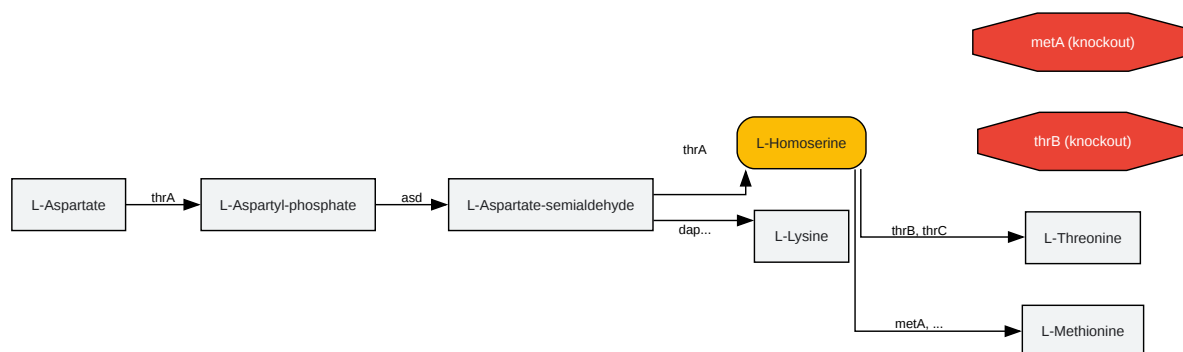 metA (knockout)
thrB (knockout)
thrA
L-Homoserine
L-Aspartate
thrA
L-Aspartyl-phosphate
asd
L-Aspartate-semialdehyde
dap...
L-Lysine
thrB, thrC
L-Threonine
metA, ...
L-Methionine